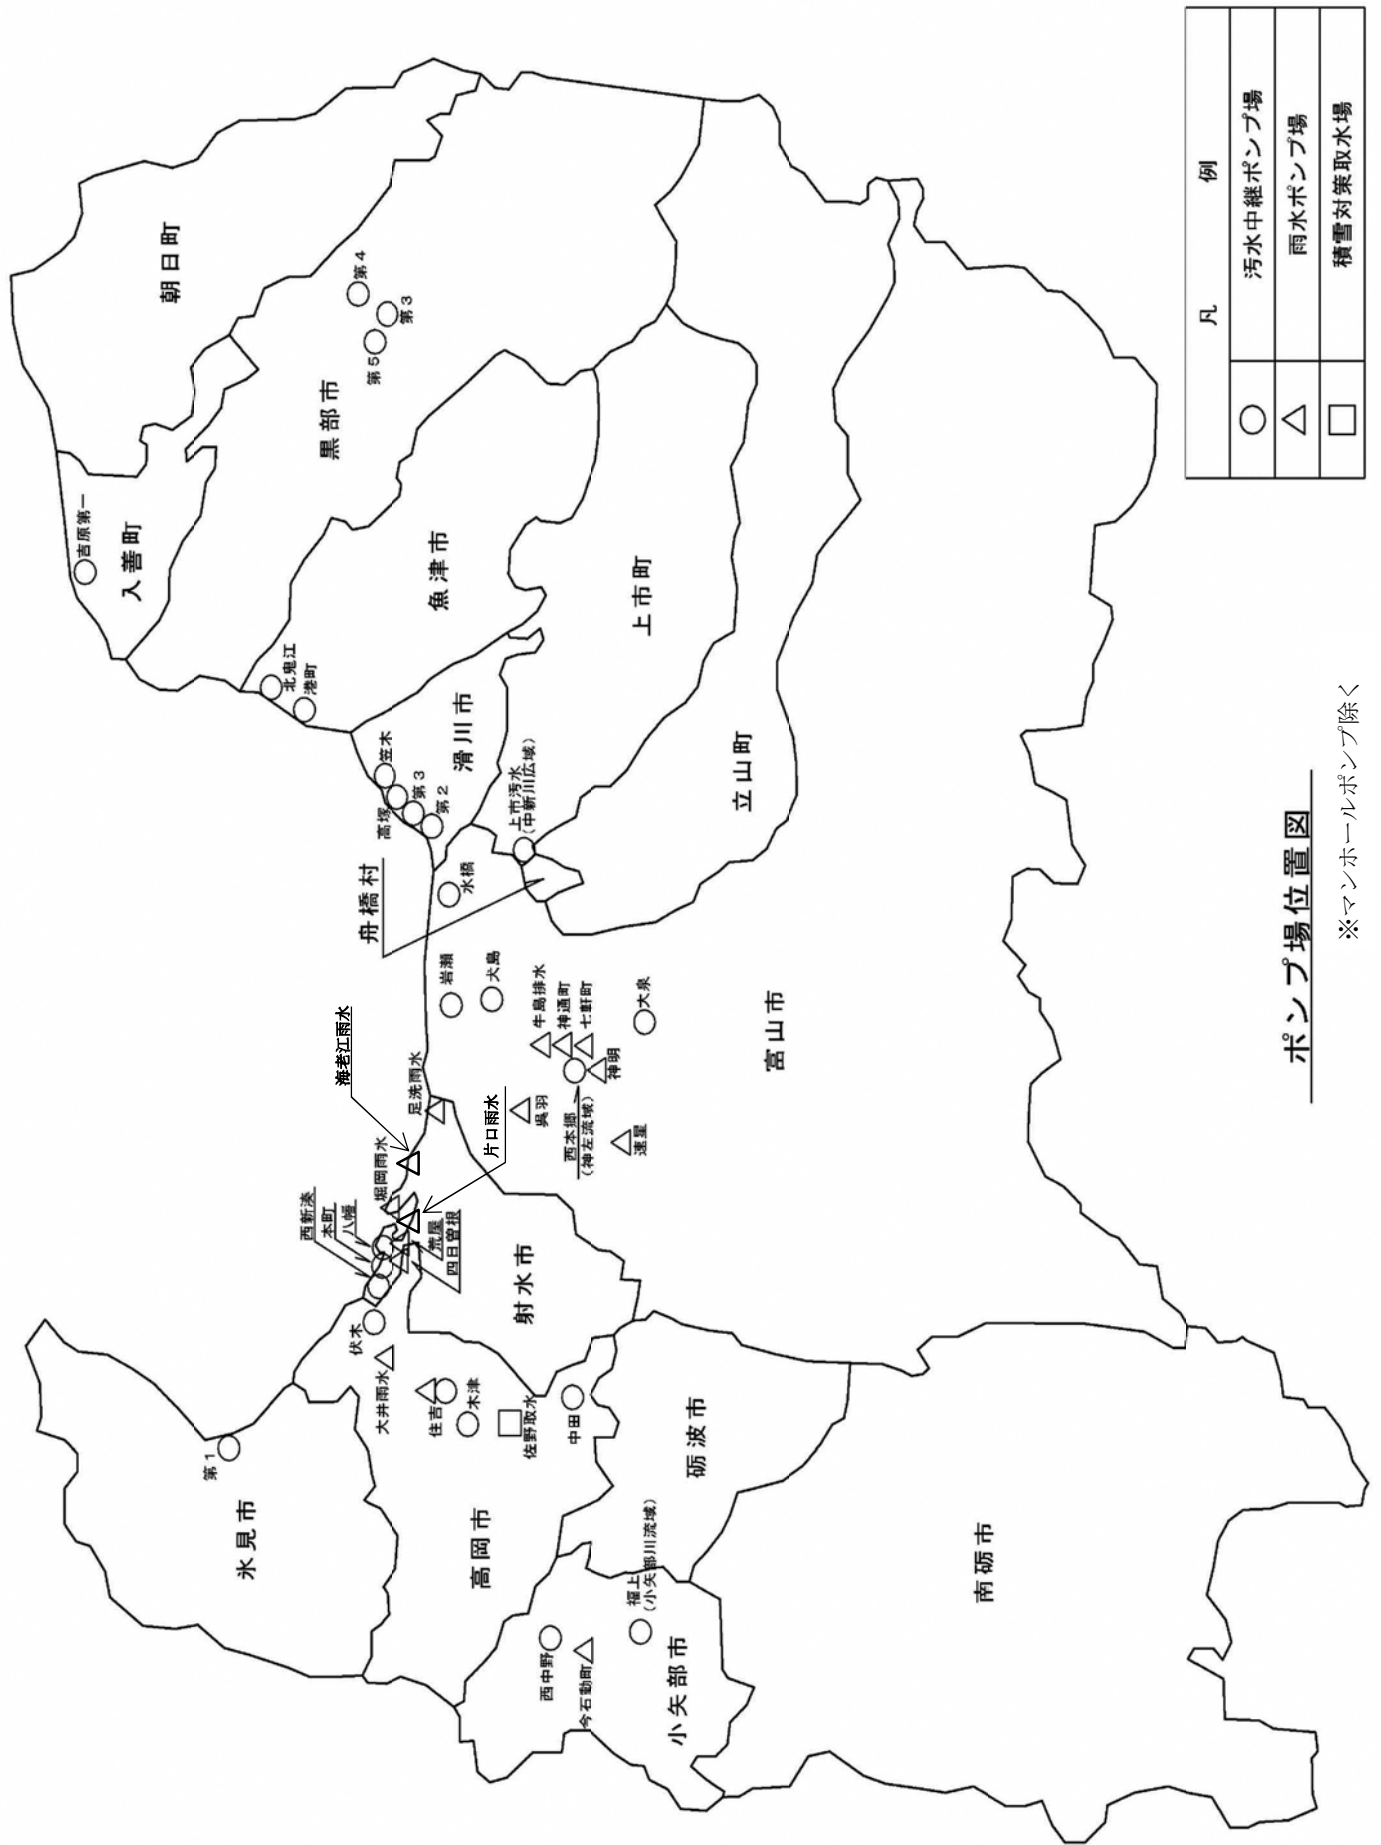 ポンプ場位置図
※マンホールポンプ除く
凡例
汚水中継ポンプ場
雨水ポンプ場
積雪対策取水場
氷見市
第1
高岡市
伏木
大井雨水
住吉
木津
佐野取水
中田
小矢部市
西中野
今石動町
福上
(小矢部川流域)
砺波市
南砺市
射水市
西新湊
本町
八幡
堀岡雨水
海老江雨水
足洗雨水
片口雨水
荒屋
四日曽根
富山市
岩瀬
犬島
水橋
牛島排水
神通町
七軒町
神明
大泉
呉羽
西本郷
(神左流域)
速星
舟橋村
上市汚水
(中新川広域)
立山町
上市町
滑川市
笠木
高塚
第3
第2
魚津市
北鬼江
港町
黒部市
第4
第3
第5
入善町
吉原第一
朝日町